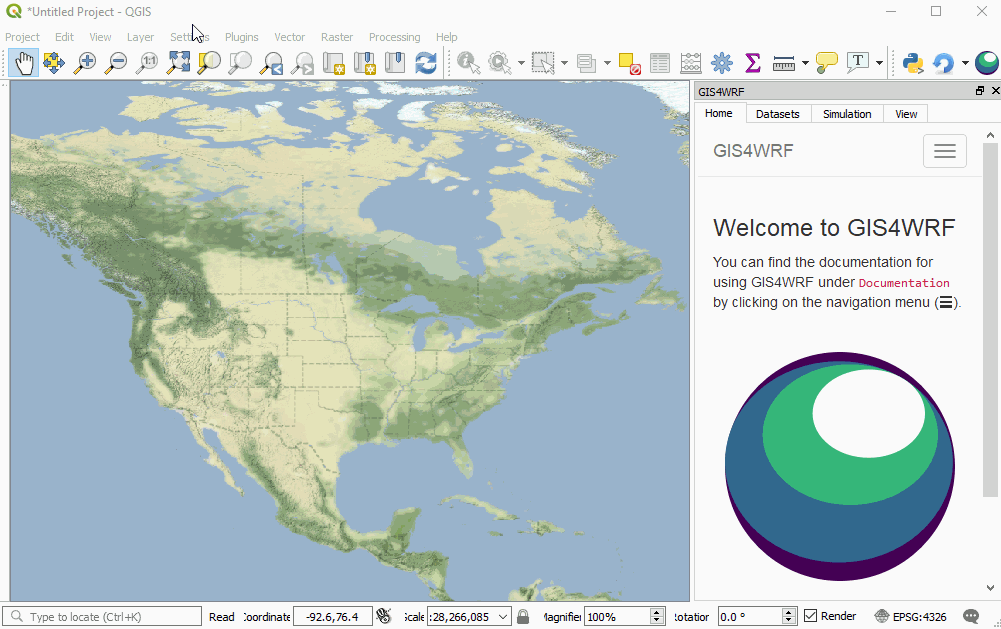 *Untitled Project - QGIS
Project Edit View Layer Settings Plugins Vector Raster Processing Help
1:1 T
GIS4WRF
Home Datasets Simulation View
GIS4WRF
Welcome to GIS4WRF
You can find the documentation for
using GIS4WRF under Documentation
by clicking on the navigation menu (☰).
Type to locate (Ctrl+K) Read Coordinate -92.6,76.4 Scale :28,266,085 Magnifier 100% Rotation 0.0 ° Render EPSG:4326